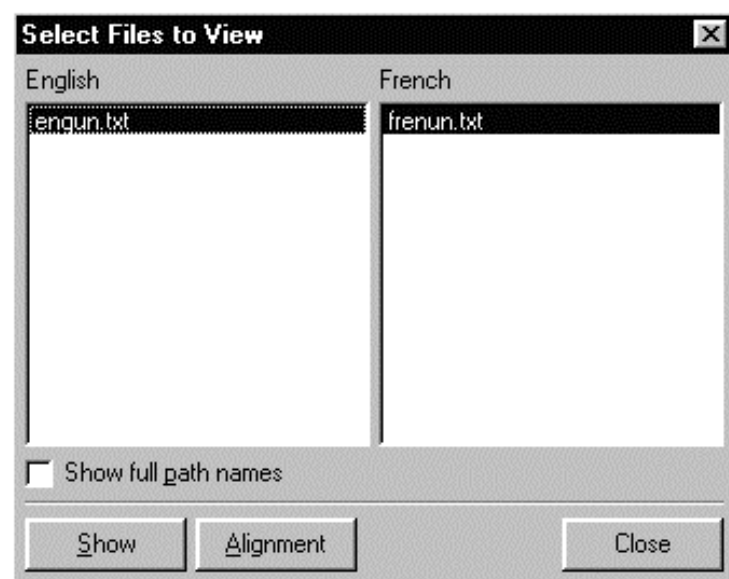 Select Files to View
English French
engun.txt frenun.txt
Show full path names
Show Alignment Close